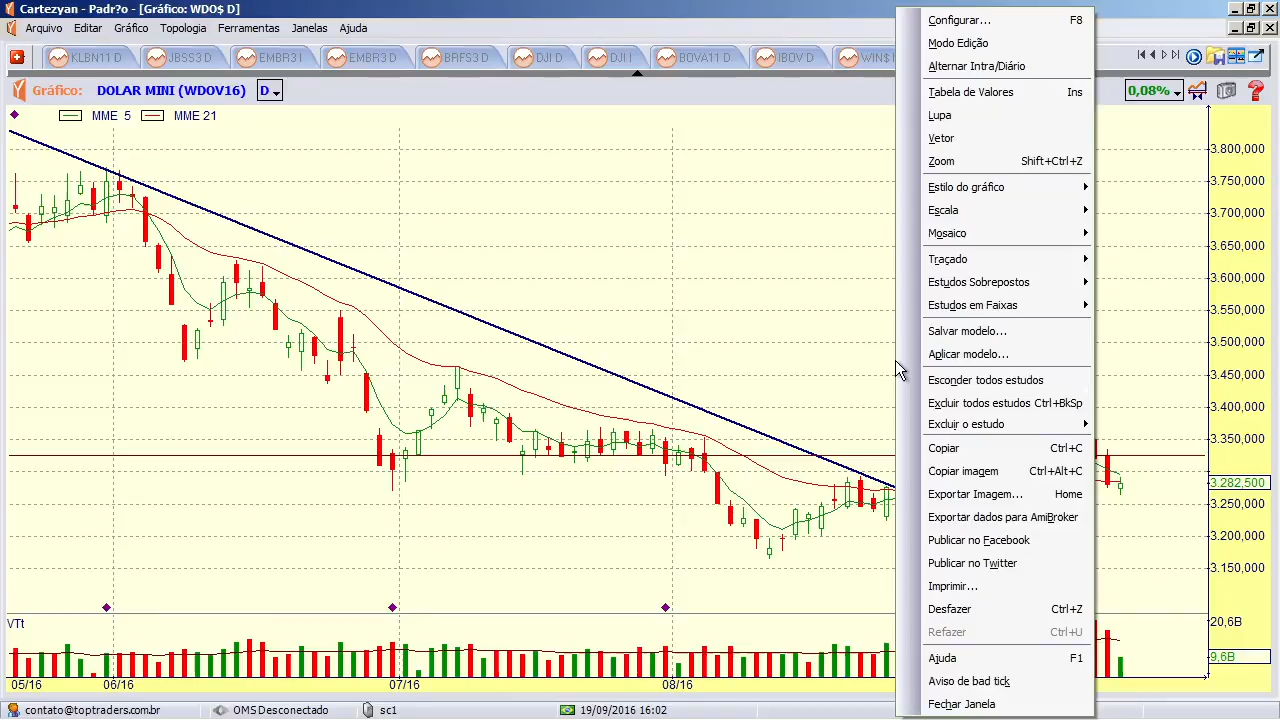 Cartezyan - Padr?o - [Gráfico: WDO$ D]
Arquivo Editar Gráfico Topologia Ferramentas Janelas Ajuda
KLBN11 D JBSS3 D EMBR3 I EMBR3 D BRFS3 D DJI D DJI I BOVA11 D IBOV D WIN$ I
Gráfico: DOLAR MINI (WDOV16) D
0,08%
MME 5 MME 21
3.800,000
3.750,000
3.700,000
3.650,000
3.600,000
3.550,000
3.500,000
3.450,000
3.400,000
3.350,000
3.282,500
3.250,000
3.200,000
3.150,000
VTt
20,6B
9,6B
05/16 06/16 07/16 08/16
Configurar... F8
Modo Edição
Alternar Intra/Diário
Tabela de Valores Ins
Lupa
Vetor
Zoom Shift+Ctrl+Z
Estilo do gráfico
Escala
Mosaico
Traçado
Estudos Sobrepostos
Estudos em Faixas
Salvar modelo...
Aplicar modelo...
Esconder todos estudos
Excluir todos estudos Ctrl+BkSp
Excluir o estudo
Copiar Ctrl+C
Copiar imagem Ctrl+Alt+C
Exportar Imagem... Home
Exportar dados para AmiBroker
Publicar no Facebook
Publicar no Twitter
Imprimir...
Desfazer Ctrl+Z
Refazer Ctrl+U
Ajuda F1
Aviso de bad tick
Fechar Janela
contato@toptraders.com.br OMS Desconectado sc1 19/09/2016 16:02